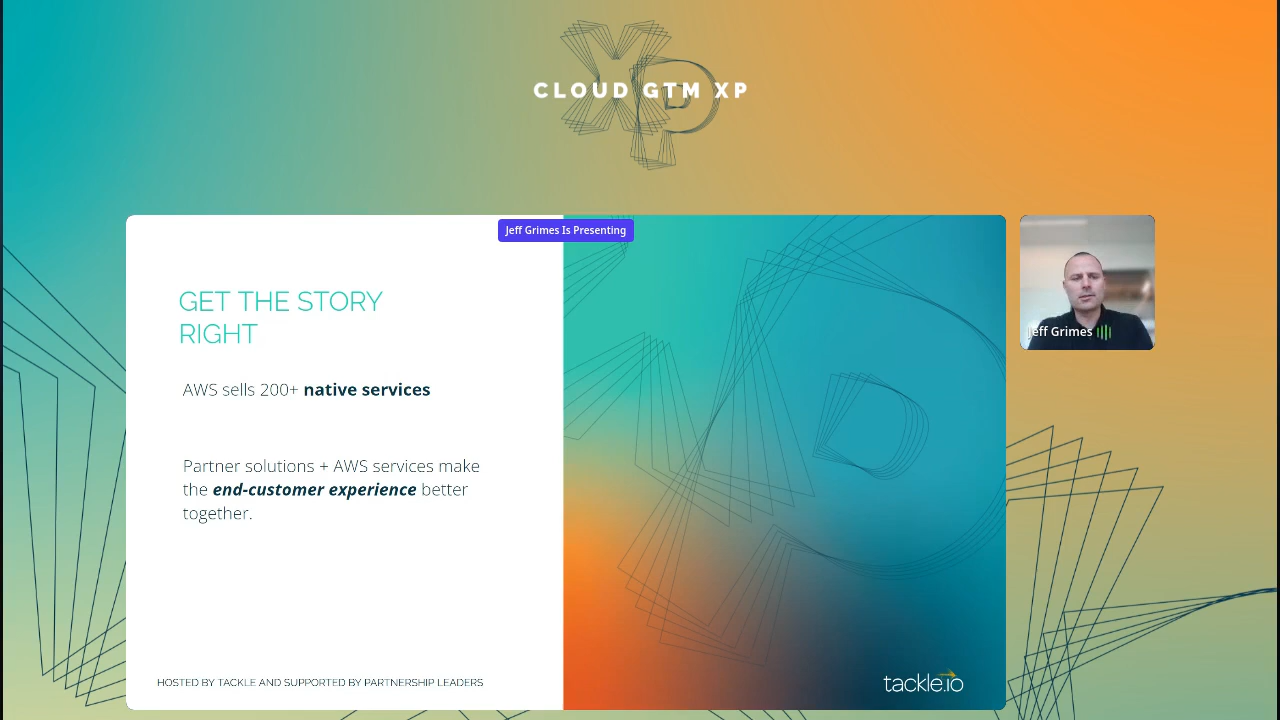 CLOUD GTM XP
Jeff Grimes Is Presenting
GET THE STORY
RIGHT
AWS sells 200+ native services
Partner solutions + AWS services make
the end-customer experience better
together.
Jeff Grimes
HOSTED BY TACKLE AND SUPPORTED BY PARTNERSHIP LEADERS
tackle.io